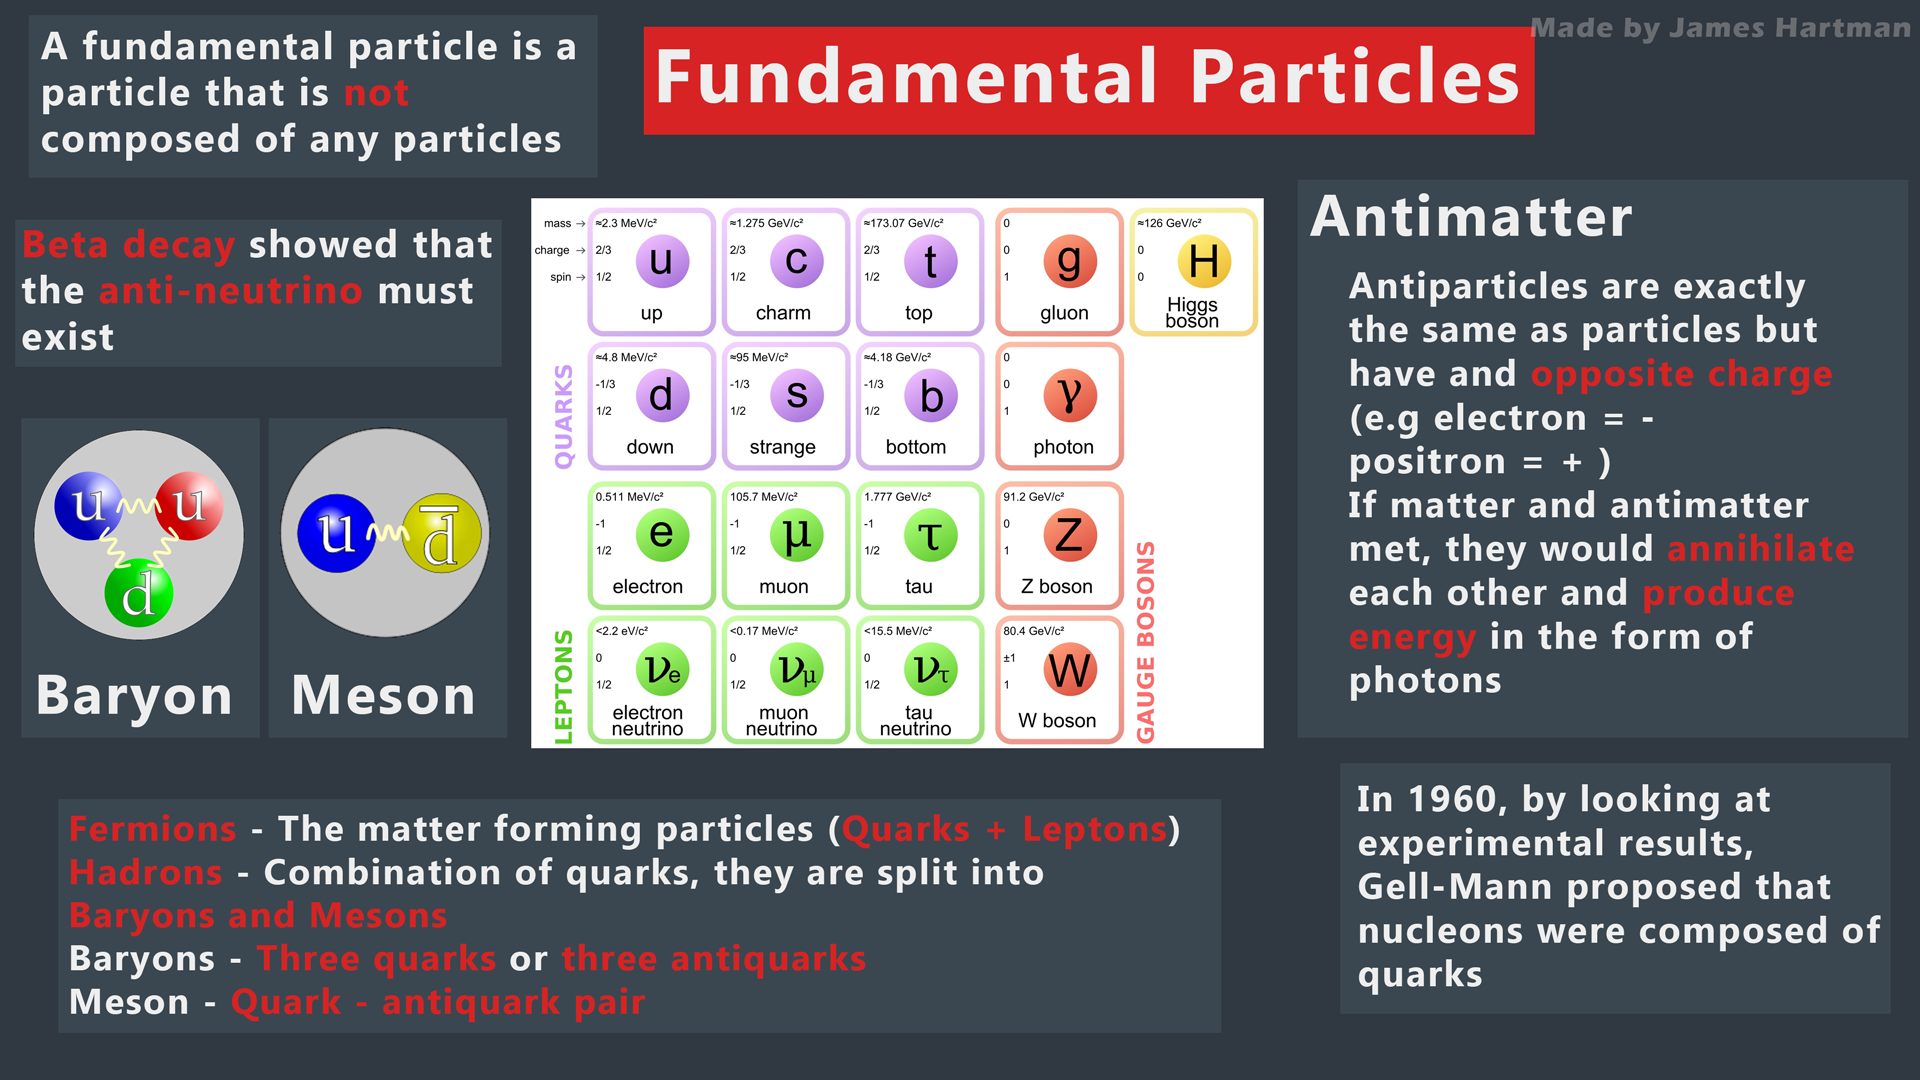 Made by James Hartman
Fundamental Particles
A fundamental particle is a
particle that is not
composed of any particles
Beta decay showed that
the anti-neutrino must
exist
u u
d
Baryon
u d̅
Meson
mass → ≈2.3 MeV/c² ≈1.275 GeV/c² ≈173.07 GeV/c² 0 ≈126 GeV/c²
charge → 2/3 2/3 2/3 0 0
spin → 1/2 1/2 1/2 1 0
u c t g H
up charm top gluon Higgs
boson
QUARKS
≈4.8 MeV/c² ≈95 MeV/c² ≈4.18 GeV/c² 0
-1/3 -1/3 -1/3 0
1/2 1/2 1/2 1
d s b γ
down strange bottom photon
0.511 MeV/c² 105.7 MeV/c² 1.777 GeV/c² 91.2 GeV/c²
-1 -1 -1 0
1/2 1/2 1/2 1
e μ τ Z
electron muon tau Z boson
LEPTONS
<2.2 eV/c² <0.17 MeV/c² <15.5 MeV/c² 80.4 GeV/c²
0 0 0 ±1
1/2 1/2 1/2 1
νe νμ ντ W
electron muon tau W boson
neutrino neutrino neutrino
GAUGE BOSONS
Antimatter
Antiparticles are exactly
the same as particles but
have and opposite charge
(e.g electron = -
positron = + )
If matter and antimatter
met, they would annihilate
each other and produce
energy in the form of
photons
Fermions - The matter forming particles (Quarks + Leptons)
Hadrons - Combination of quarks, they are split into
Baryons and Mesons
Baryons - Three quarks or three antiquarks
Meson - Quark - antiquark pair
In 1960, by looking at
experimental results,
Gell-Mann proposed that
nucleons were composed of
quarks